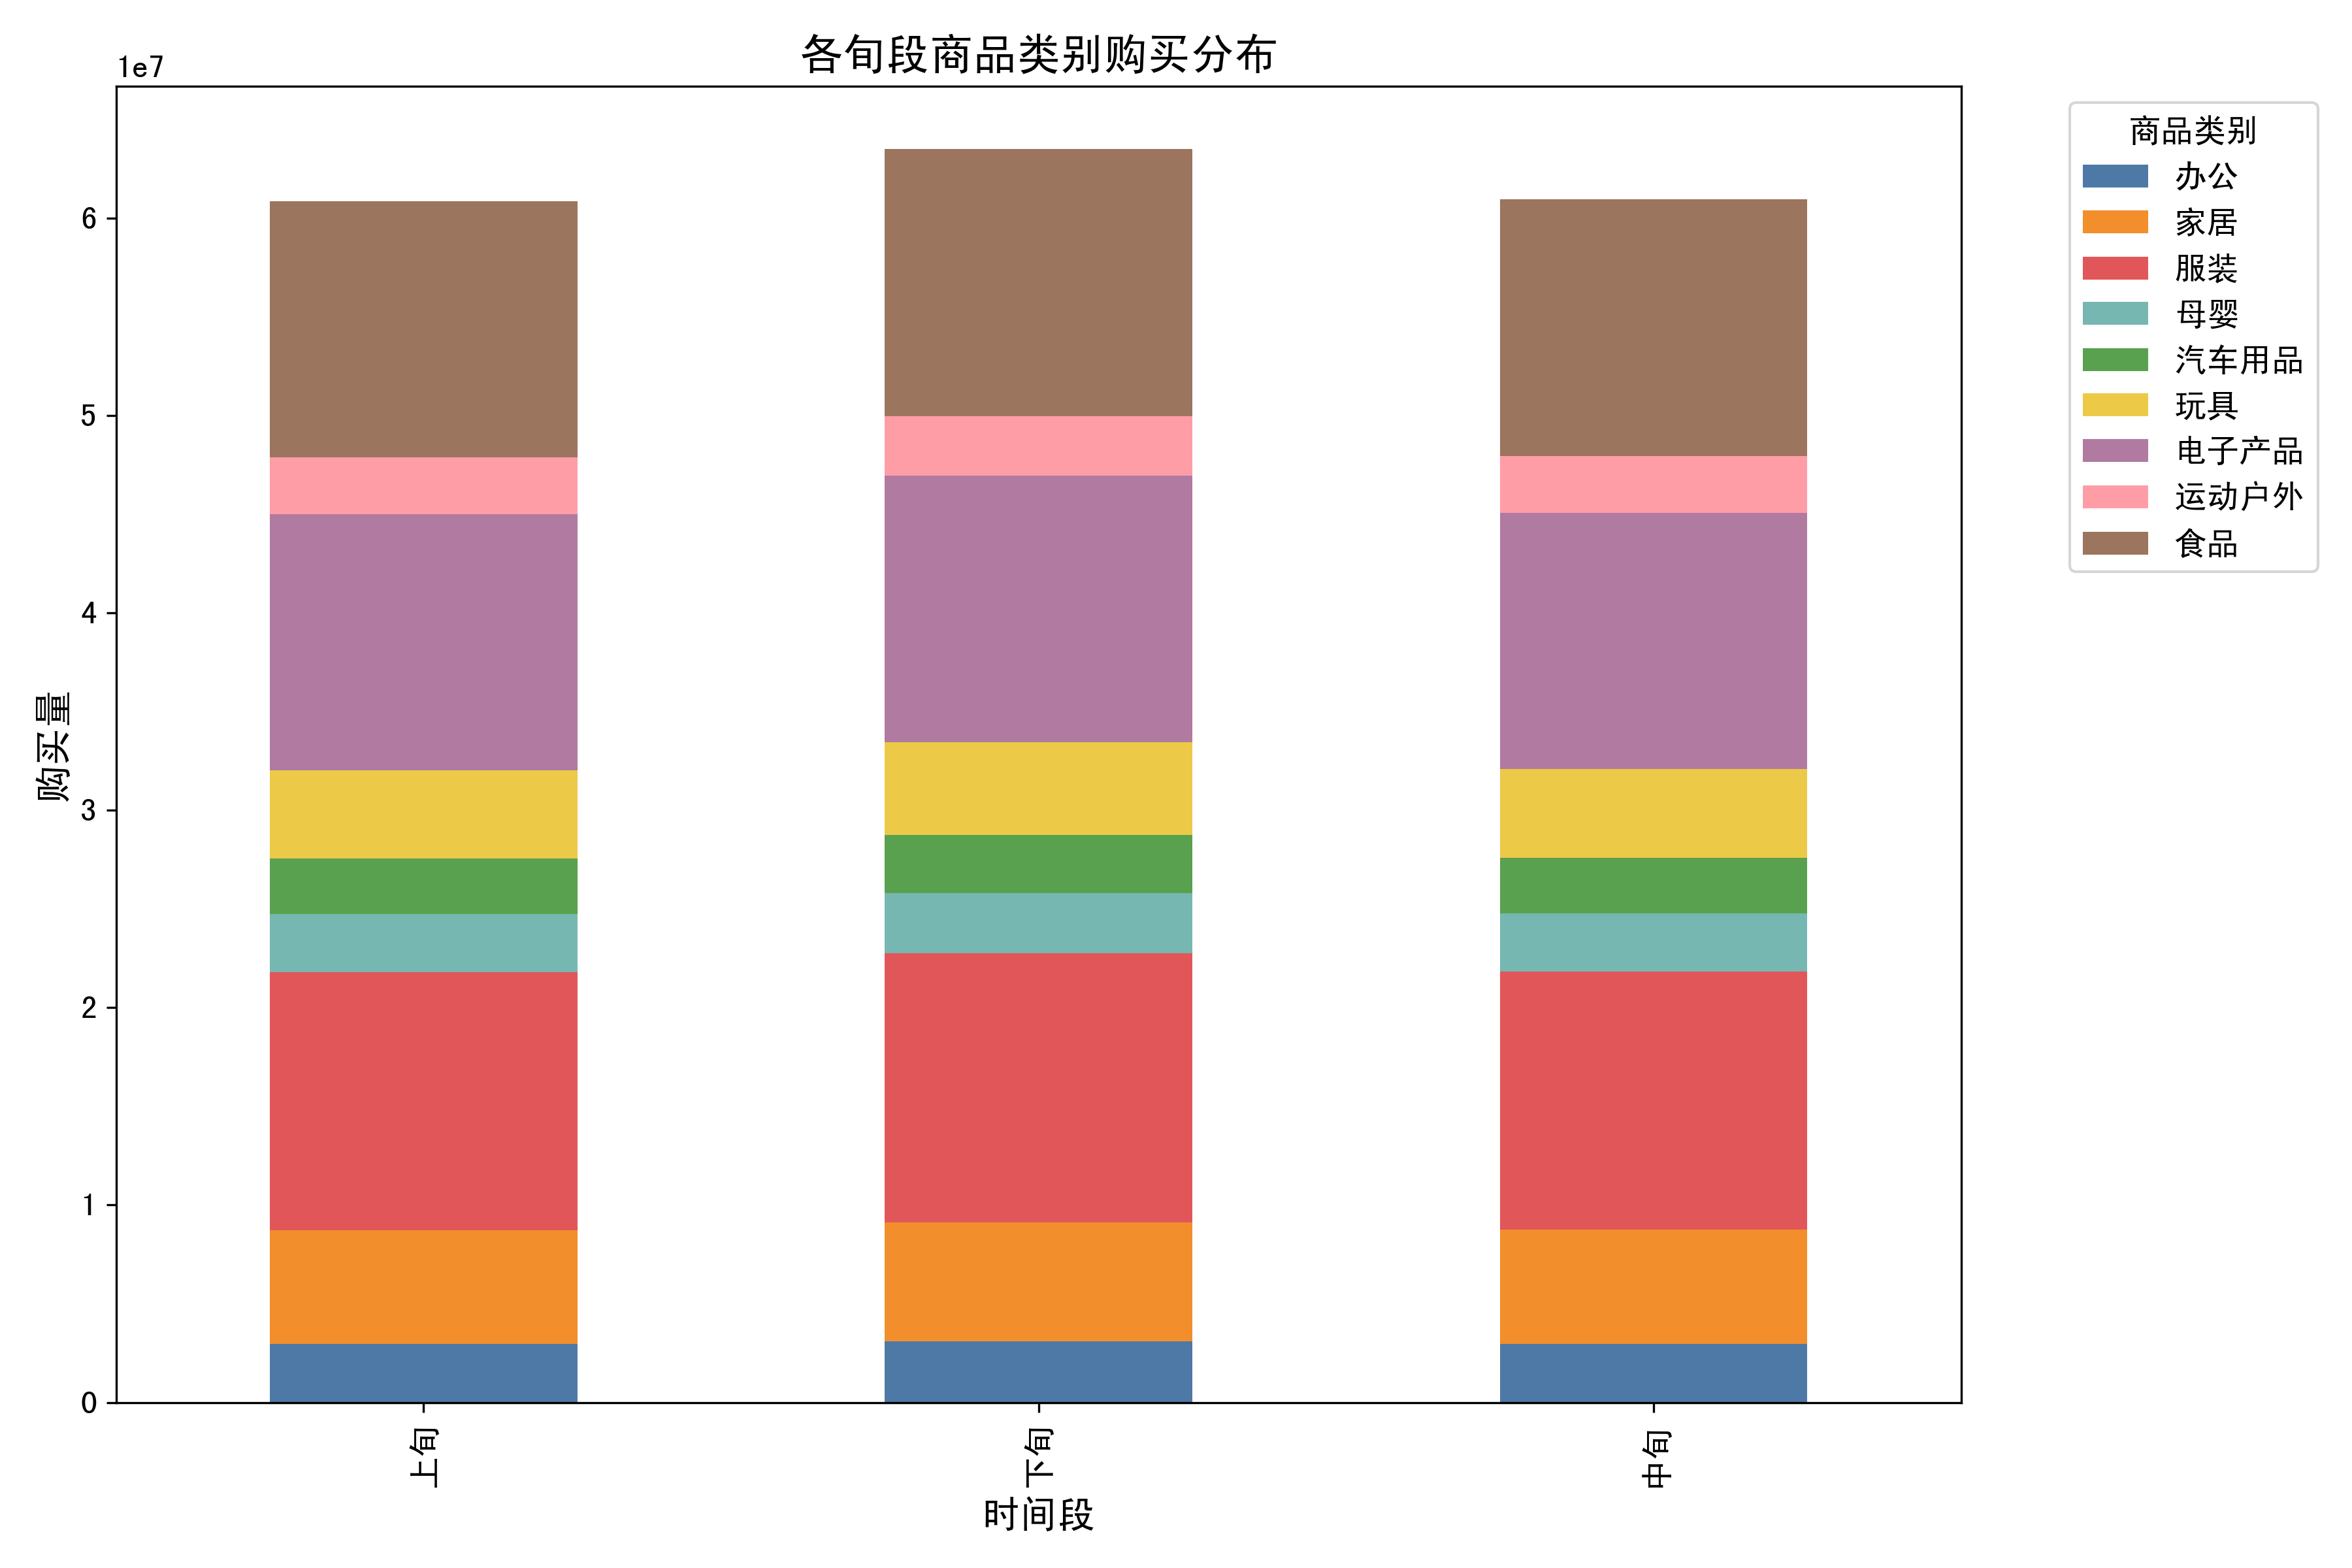 各旬段商品类别购买分布
1e7
6
5
4
3
2
1
0
购买量
上旬
下旬
中旬
时间段
商品类别
办公
家居
服装
母婴
汽车用品
玩具
电子产品
运动户外
食品